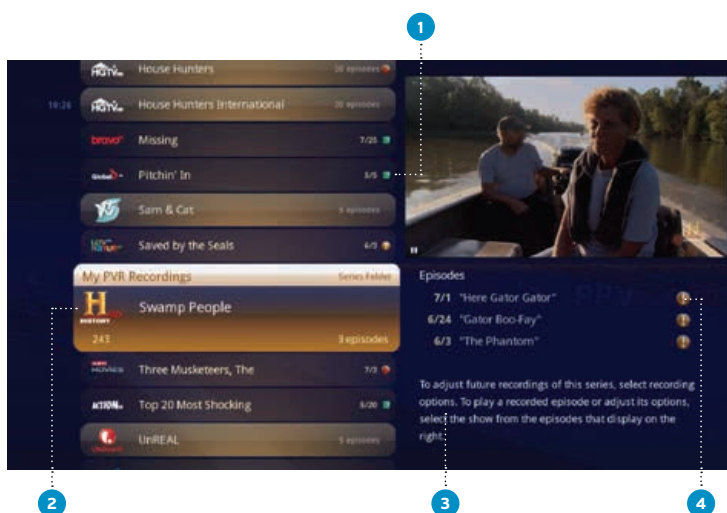 1
HGTV House Hunters 20 episodes
10:26 HGTV House Hunters International 20 episodes
bravo Missing 7/25
Global Pitchin' In 5/5
Sam & Cat 5 episodes
Saved by the Seals 6/3
My PVR Recordings Series Folder
H HISTORY Swamp People
243 3 episodes
MOVIES Three Musketeers, The 7/3
ACTION Top 20 Most Shocking 6/20
UnREAL 5 episodes
Episodes
7/1 "Here Gator Gator"
6/24 "Gator Boo-Fay"
6/3 "The Phantom"
To adjust future recordings of this series, select recording
options. To play a recorded episode or adjust its options,
select the show from the episodes that display on the
right.
2
3
4